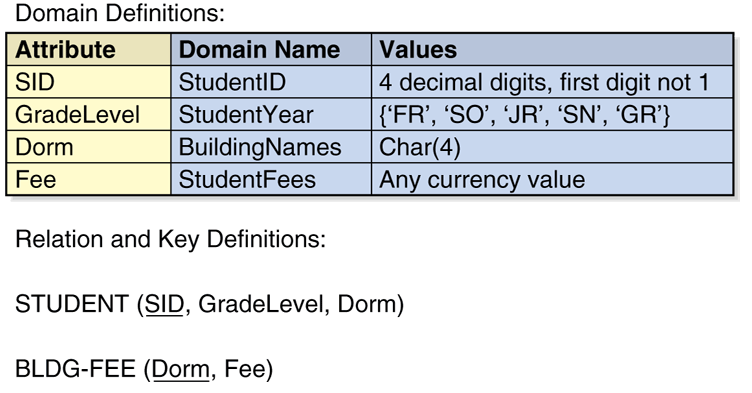 Domain Definitions:
Attribute Domain Name Values
SID StudentID 4 decimal digits, first digit not 1
GradeLevel StudentYear {‘FR’, ‘SO’, ‘JR’, ‘SN’, ‘GR’}
Dorm BuildingNames Char(4)
Fee StudentFees Any currency value
Relation and Key Definitions:
STUDENT (SID, GradeLevel, Dorm)
BLDG-FEE (Dorm, Fee)